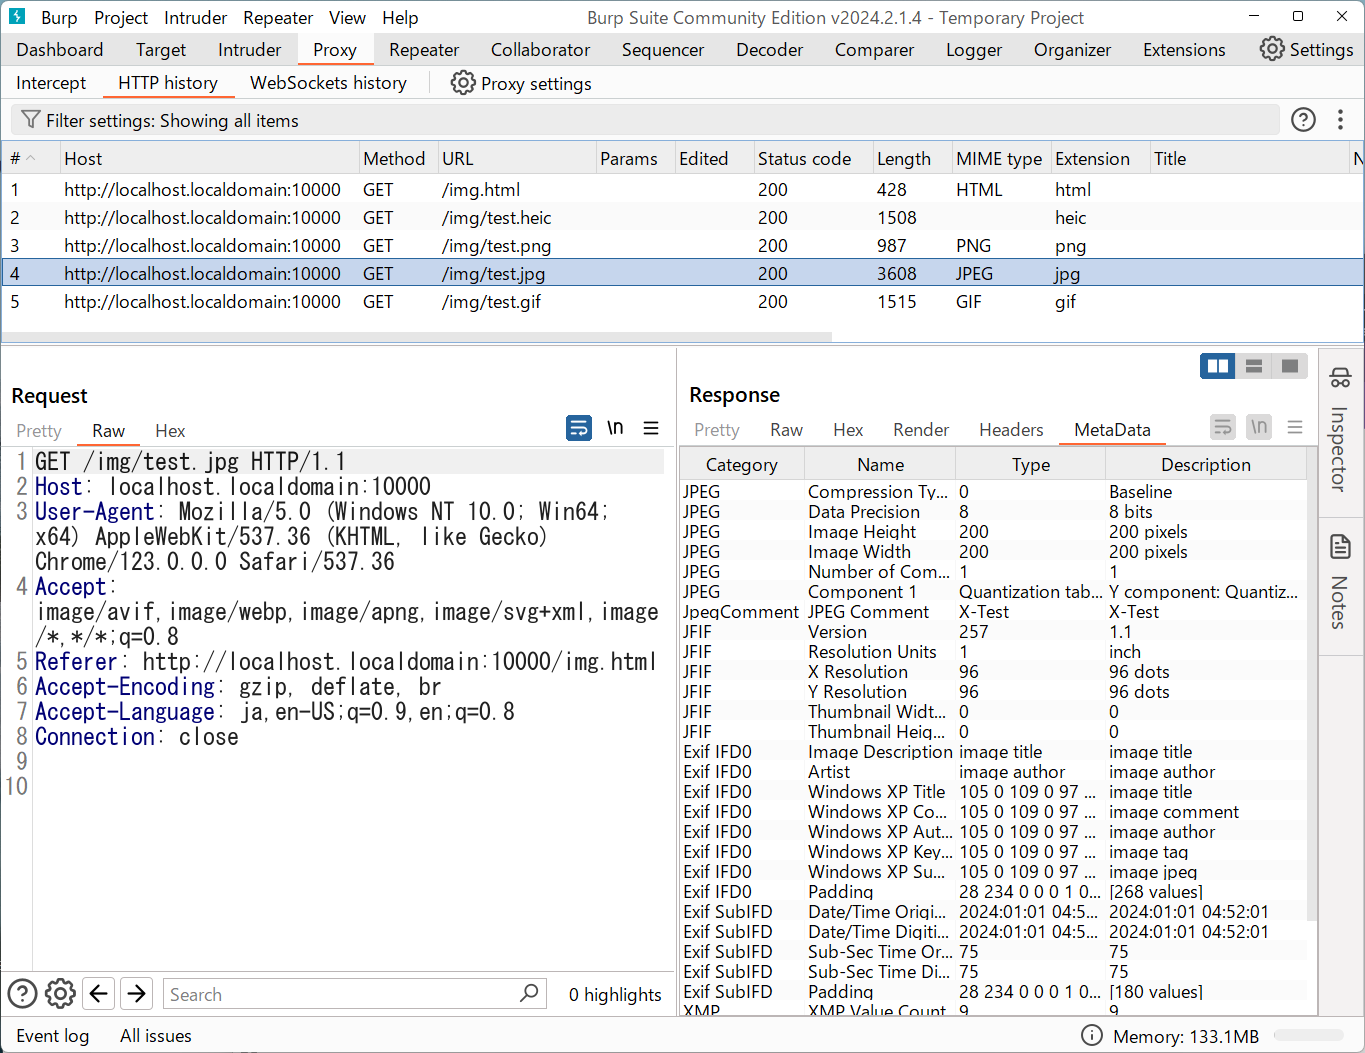 Burp Project Intruder Repeater View Help Burp Suite Community Edition v2024.2.1.4 - Temporary Project
Dashboard Target Intruder Proxy Repeater Collaborator Sequencer Decoder Comparer Logger Organizer Extensions Settings
Intercept HTTP history WebSockets history Proxy settings
Filter settings: Showing all items
# Host Method URL Params Edited Status code Length MIME type Extension Title N
1 http://localhost.localdomain:10000 GET /img.html 200 428 HTML html
2 http://localhost.localdomain:10000 GET /img/test.heic 200 1508 heic
3 http://localhost.localdomain:10000 GET /img/test.png 200 987 PNG png
4 http://localhost.localdomain:10000 GET /img/test.jpg 200 3608 JPEG jpg
5 http://localhost.localdomain:10000 GET /img/test.gif 200 1515 GIF gif
Request
Pretty Raw Hex \n
1 GET /img/test.jpg HTTP/1.1
2 Host: localhost.localdomain:10000
3 User-Agent: Mozilla/5.0 (Windows NT 10.0; Win64;
x64) AppleWebKit/537.36 (KHTML, like Gecko)
Chrome/123.0.0.0 Safari/537.36
4 Accept:
image/avif,image/webp,image/apng,image/svg+xml,image
/*,*/*;q=0.8
5 Referer: http://localhost.localdomain:10000/img.html
6 Accept-Encoding: gzip, deflate, br
7 Accept-Language: ja,en-US;q=0.9,en;q=0.8
8 Connection: close
9
10
Search 0 highlights
Response
Pretty Raw Hex Render Headers MetaData \n
Category Name Type Description
JPEG Compression Ty... 0 Baseline
JPEG Data Precision 8 8 bits
JPEG Image Height 200 200 pixels
JPEG Image Width 200 200 pixels
JPEG Number of Com... 1 1
JPEG Component 1 Quantization tab... Y component: Quantiz...
JpegComment JPEG Comment X-Test X-Test
JFIF Version 257 1.1
JFIF Resolution Units 1 inch
JFIF X Resolution 96 96 dots
JFIF Y Resolution 96 96 dots
JFIF Thumbnail Widt... 0 0
JFIF Thumbnail Heig... 0 0
Exif IFD0 Image Description image title image title
Exif IFD0 Artist image author image author
Exif IFD0 Windows XP Title 105 0 109 0 97 ... image title
Exif IFD0 Windows XP Co... 105 0 109 0 97 ... image comment
Exif IFD0 Windows XP Aut... 105 0 109 0 97 ... image author
Exif IFD0 Windows XP Key... 105 0 109 0 97 ... image tag
Exif IFD0 Windows XP Su... 105 0 109 0 97 ... image jpeg
Exif IFD0 Padding 28 234 0 0 0 1 0... [268 values]
Exif SubIFD Date/Time Origi... 2024:01:01 04:5... 2024:01:01 04:52:01
Exif SubIFD Date/Time Digiti... 2024:01:01 04:5... 2024:01:01 04:52:01
Exif SubIFD Sub-Sec Time Or... 75 75
Exif SubIFD Sub-Sec Time Di... 75 75
Exif SubIFD Padding 28 234 0 0 0 1 0... [180 values]
XMP XMP Value Count 9 9
Inspector
Notes
Event log All issues Memory: 133.1MB